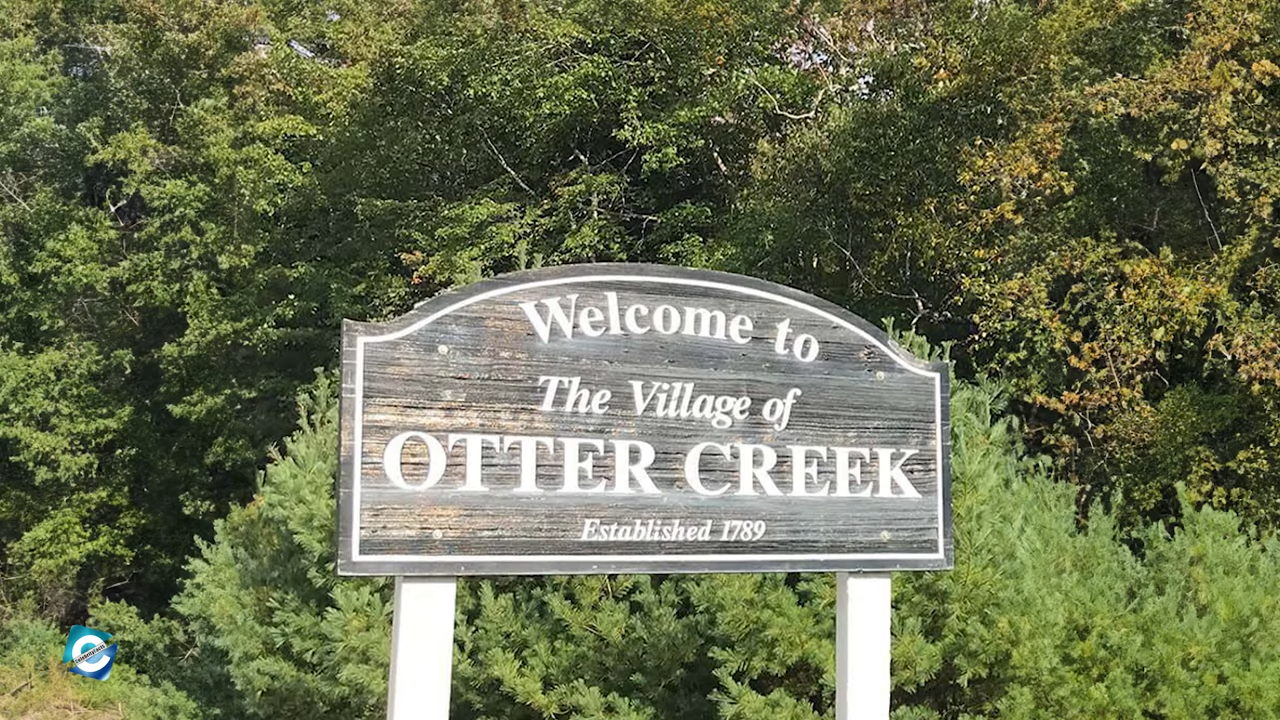 Welcome to
The Village of
OTTER CREEK
Established 1789